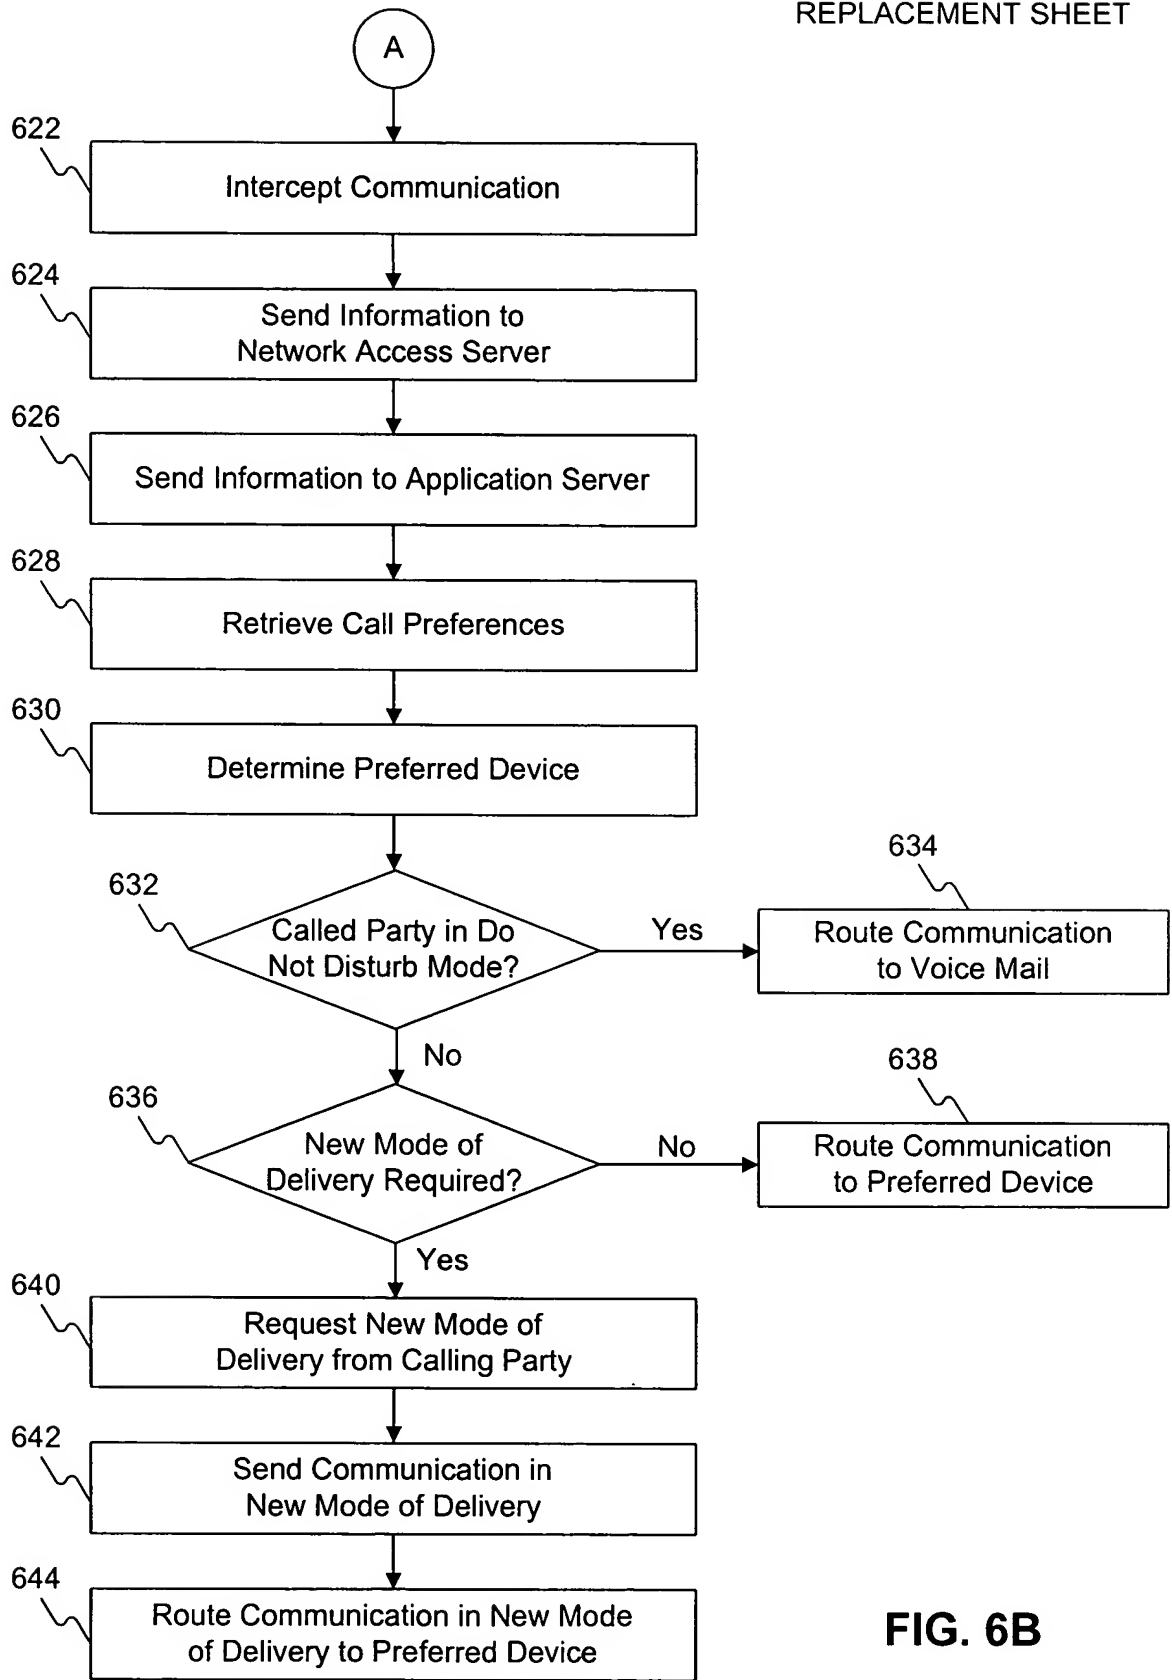 REPLACEMENT SHEET
A
622
Intercept Communication
624
Send Information to
Network Access Server
626
Send Information to Application Server
628
Retrieve Call Preferences
630
Determine Preferred Device
632
Called Party in Do
Not Disturb Mode?
Yes
634
Route Communication
to Voice Mail
No
636
New Mode of
Delivery Required?
No
638
Route Communication
to Preferred Device
Yes
640
Request New Mode of
Delivery from Calling Party
642
Send Communication in
New Mode of Delivery
644
Route Communication in New Mode
of Delivery to Preferred Device
FIG. 6B